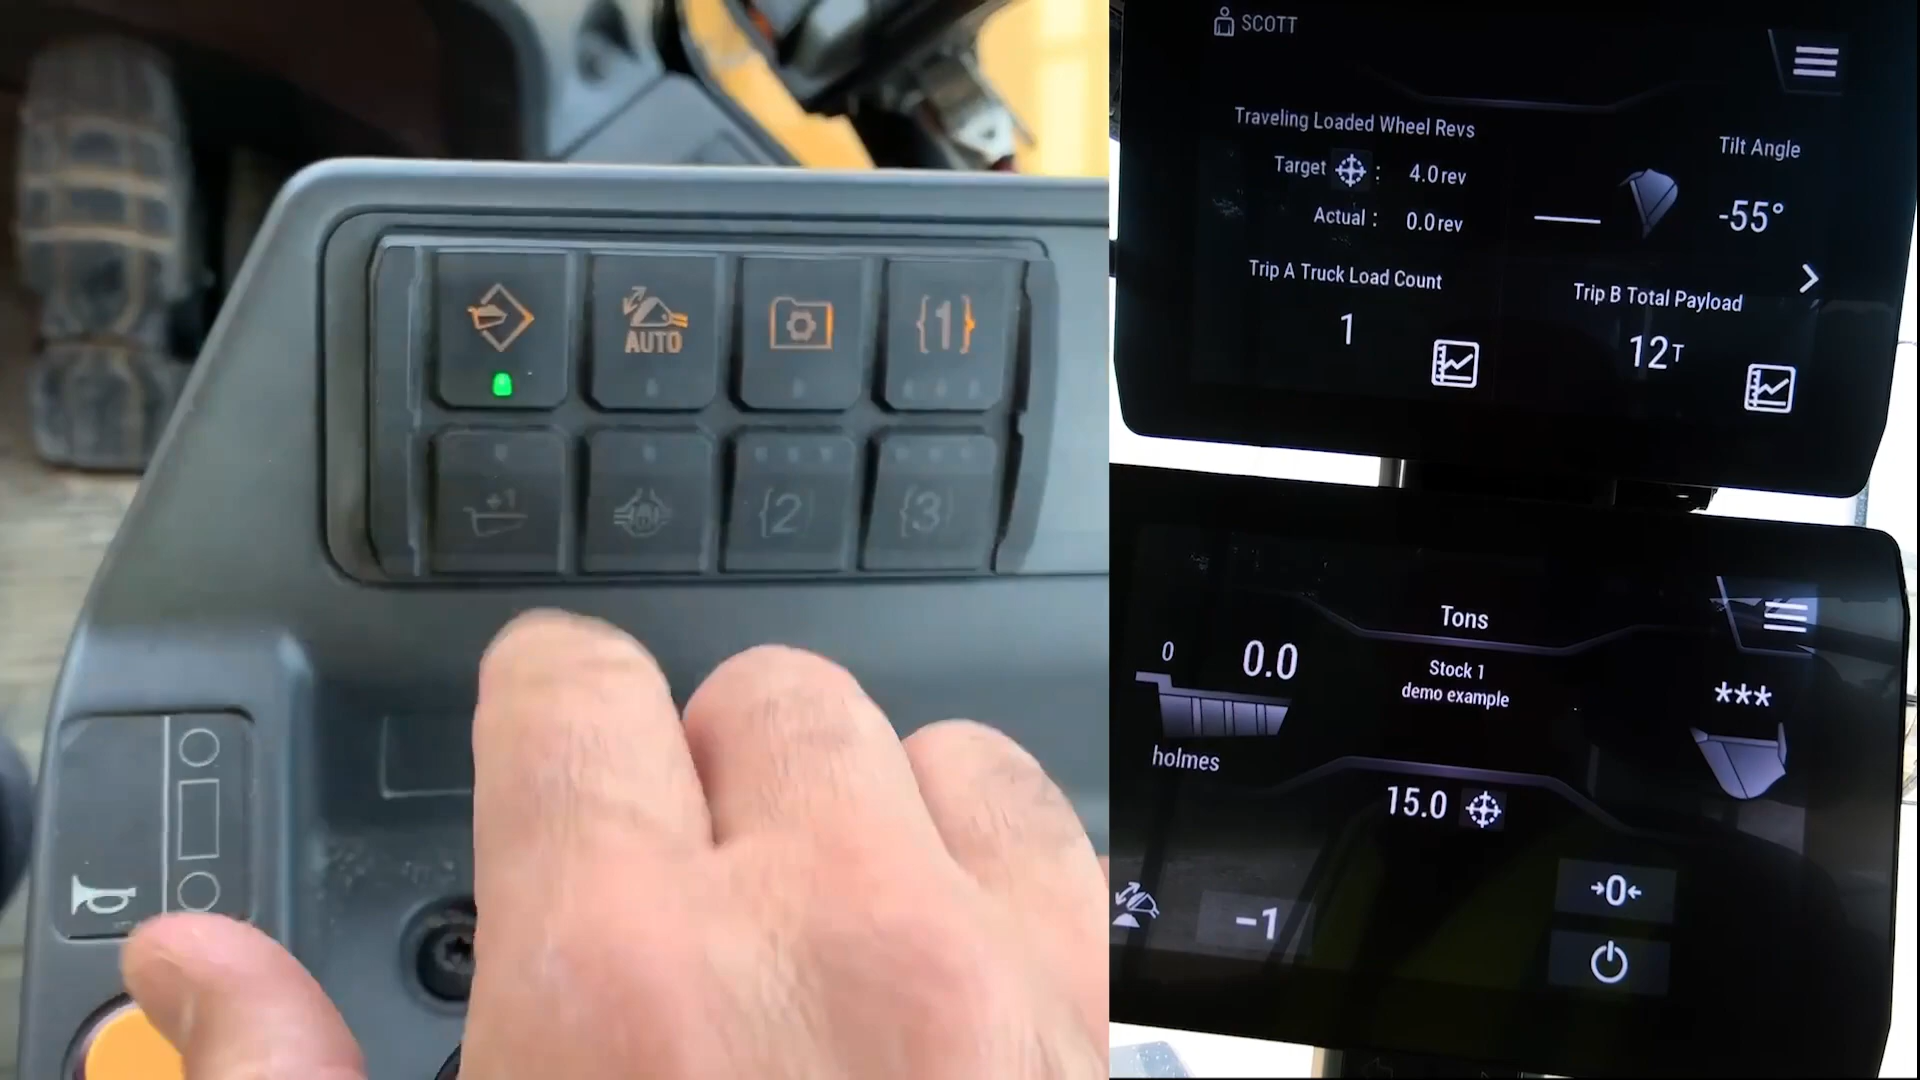 AUTO
{1}
+1
{2}
{3}
SCOTT
Traveling Loaded Wheel Revs
Target : 4.0 rev
Actual : 0.0 rev
Tilt Angle
-55°
Trip A Truck Load Count
1
Trip B Total Payload
12 T
Tons
0
0.0
Stock 1
demo example
***
holmes
15.0
→0←
−1